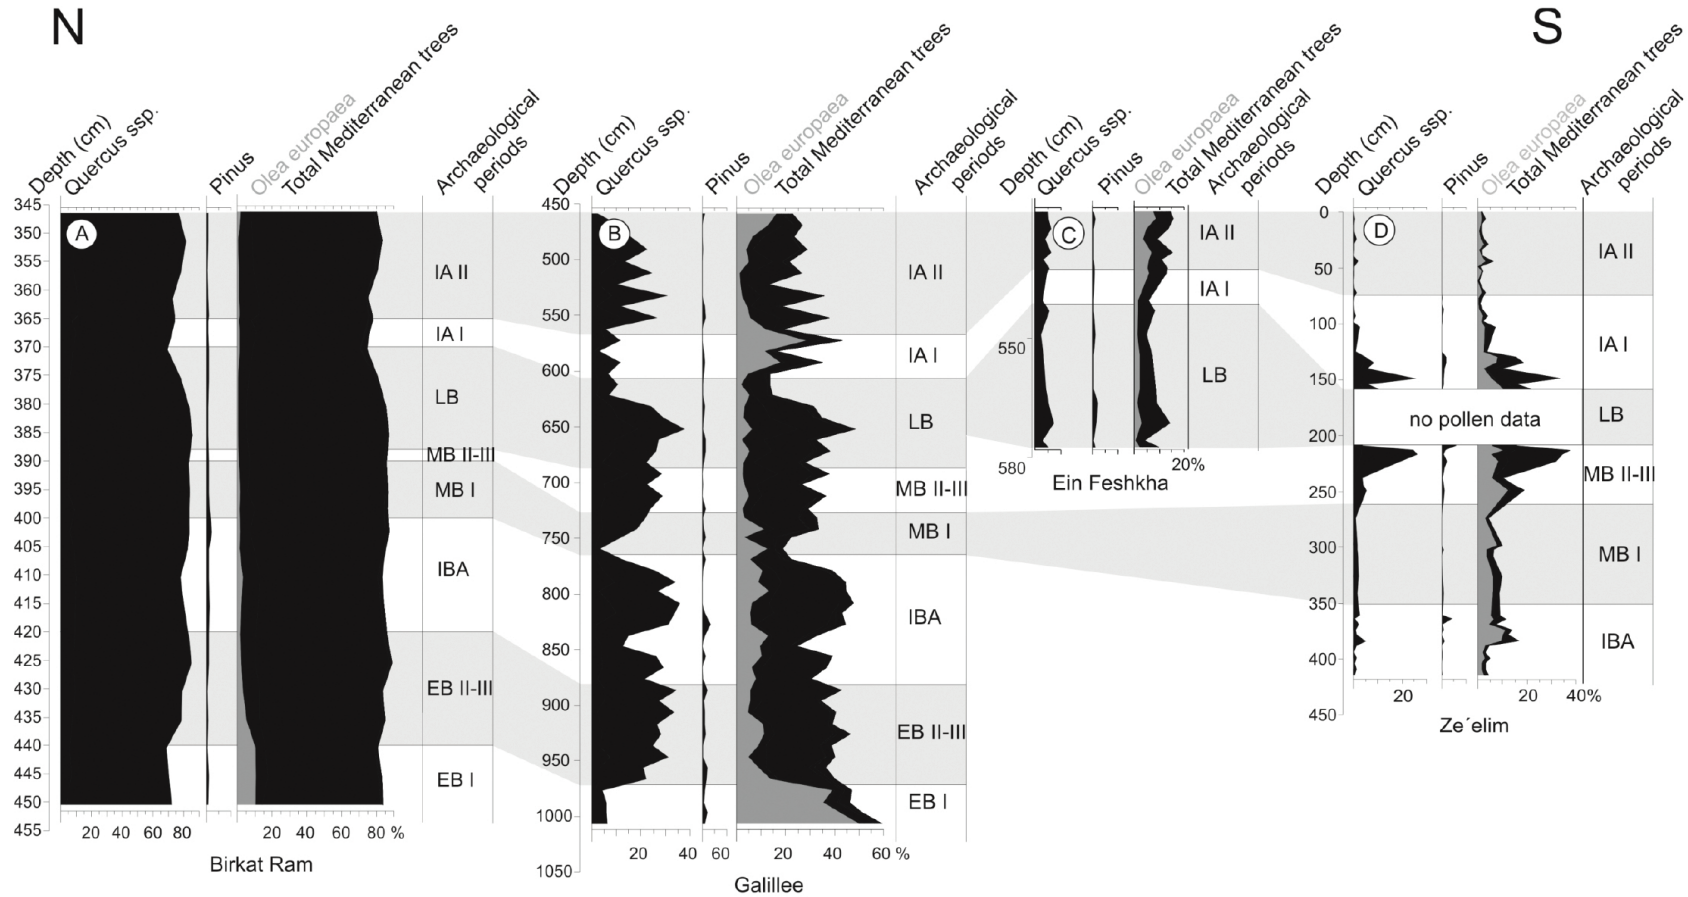 N
S
Depth (cm)
Quercus ssp.
Pinus
Olea europaea
Total Mediterranean trees
Archaeological
periods
345
350
355
360
365
370
375
380
385
390
395
400
405
410
415
420
425
430
435
440
445
450
455
A
IA II
IA I
LB
MB II-III
MB I
IBA
EB II-III
EB I
20 40 60 80
20 40 60 80 %
Birkat Ram
Depth (cm)
Quercus ssp.
Pinus
Olea europaea
Total Mediterranean trees
Archaeological
periods
450
500
550
600
650
700
750
800
850
900
950
1000
1050
B
IA II
IA I
LB
MB II-III
MB I
IBA
EB II-III
EB I
20 40 60
20 40 60 %
Galillee
Depth (cm)
Quercus ssp.
Pinus
Olea europaea
Total Mediterranean trees
Archaeological
periods
550
580
C
IA II
IA I
LB
20%
Ein Feshkha
Depth (cm)
Quercus ssp.
Pinus
Olea europaea
Total Mediterranean trees
Archaeological
periods
0
50
100
150
200
250
300
350
400
450
D
IA II
IA I
no pollen data
LB
MB II-III
MB I
IBA
20
20 40%
Ze´elim